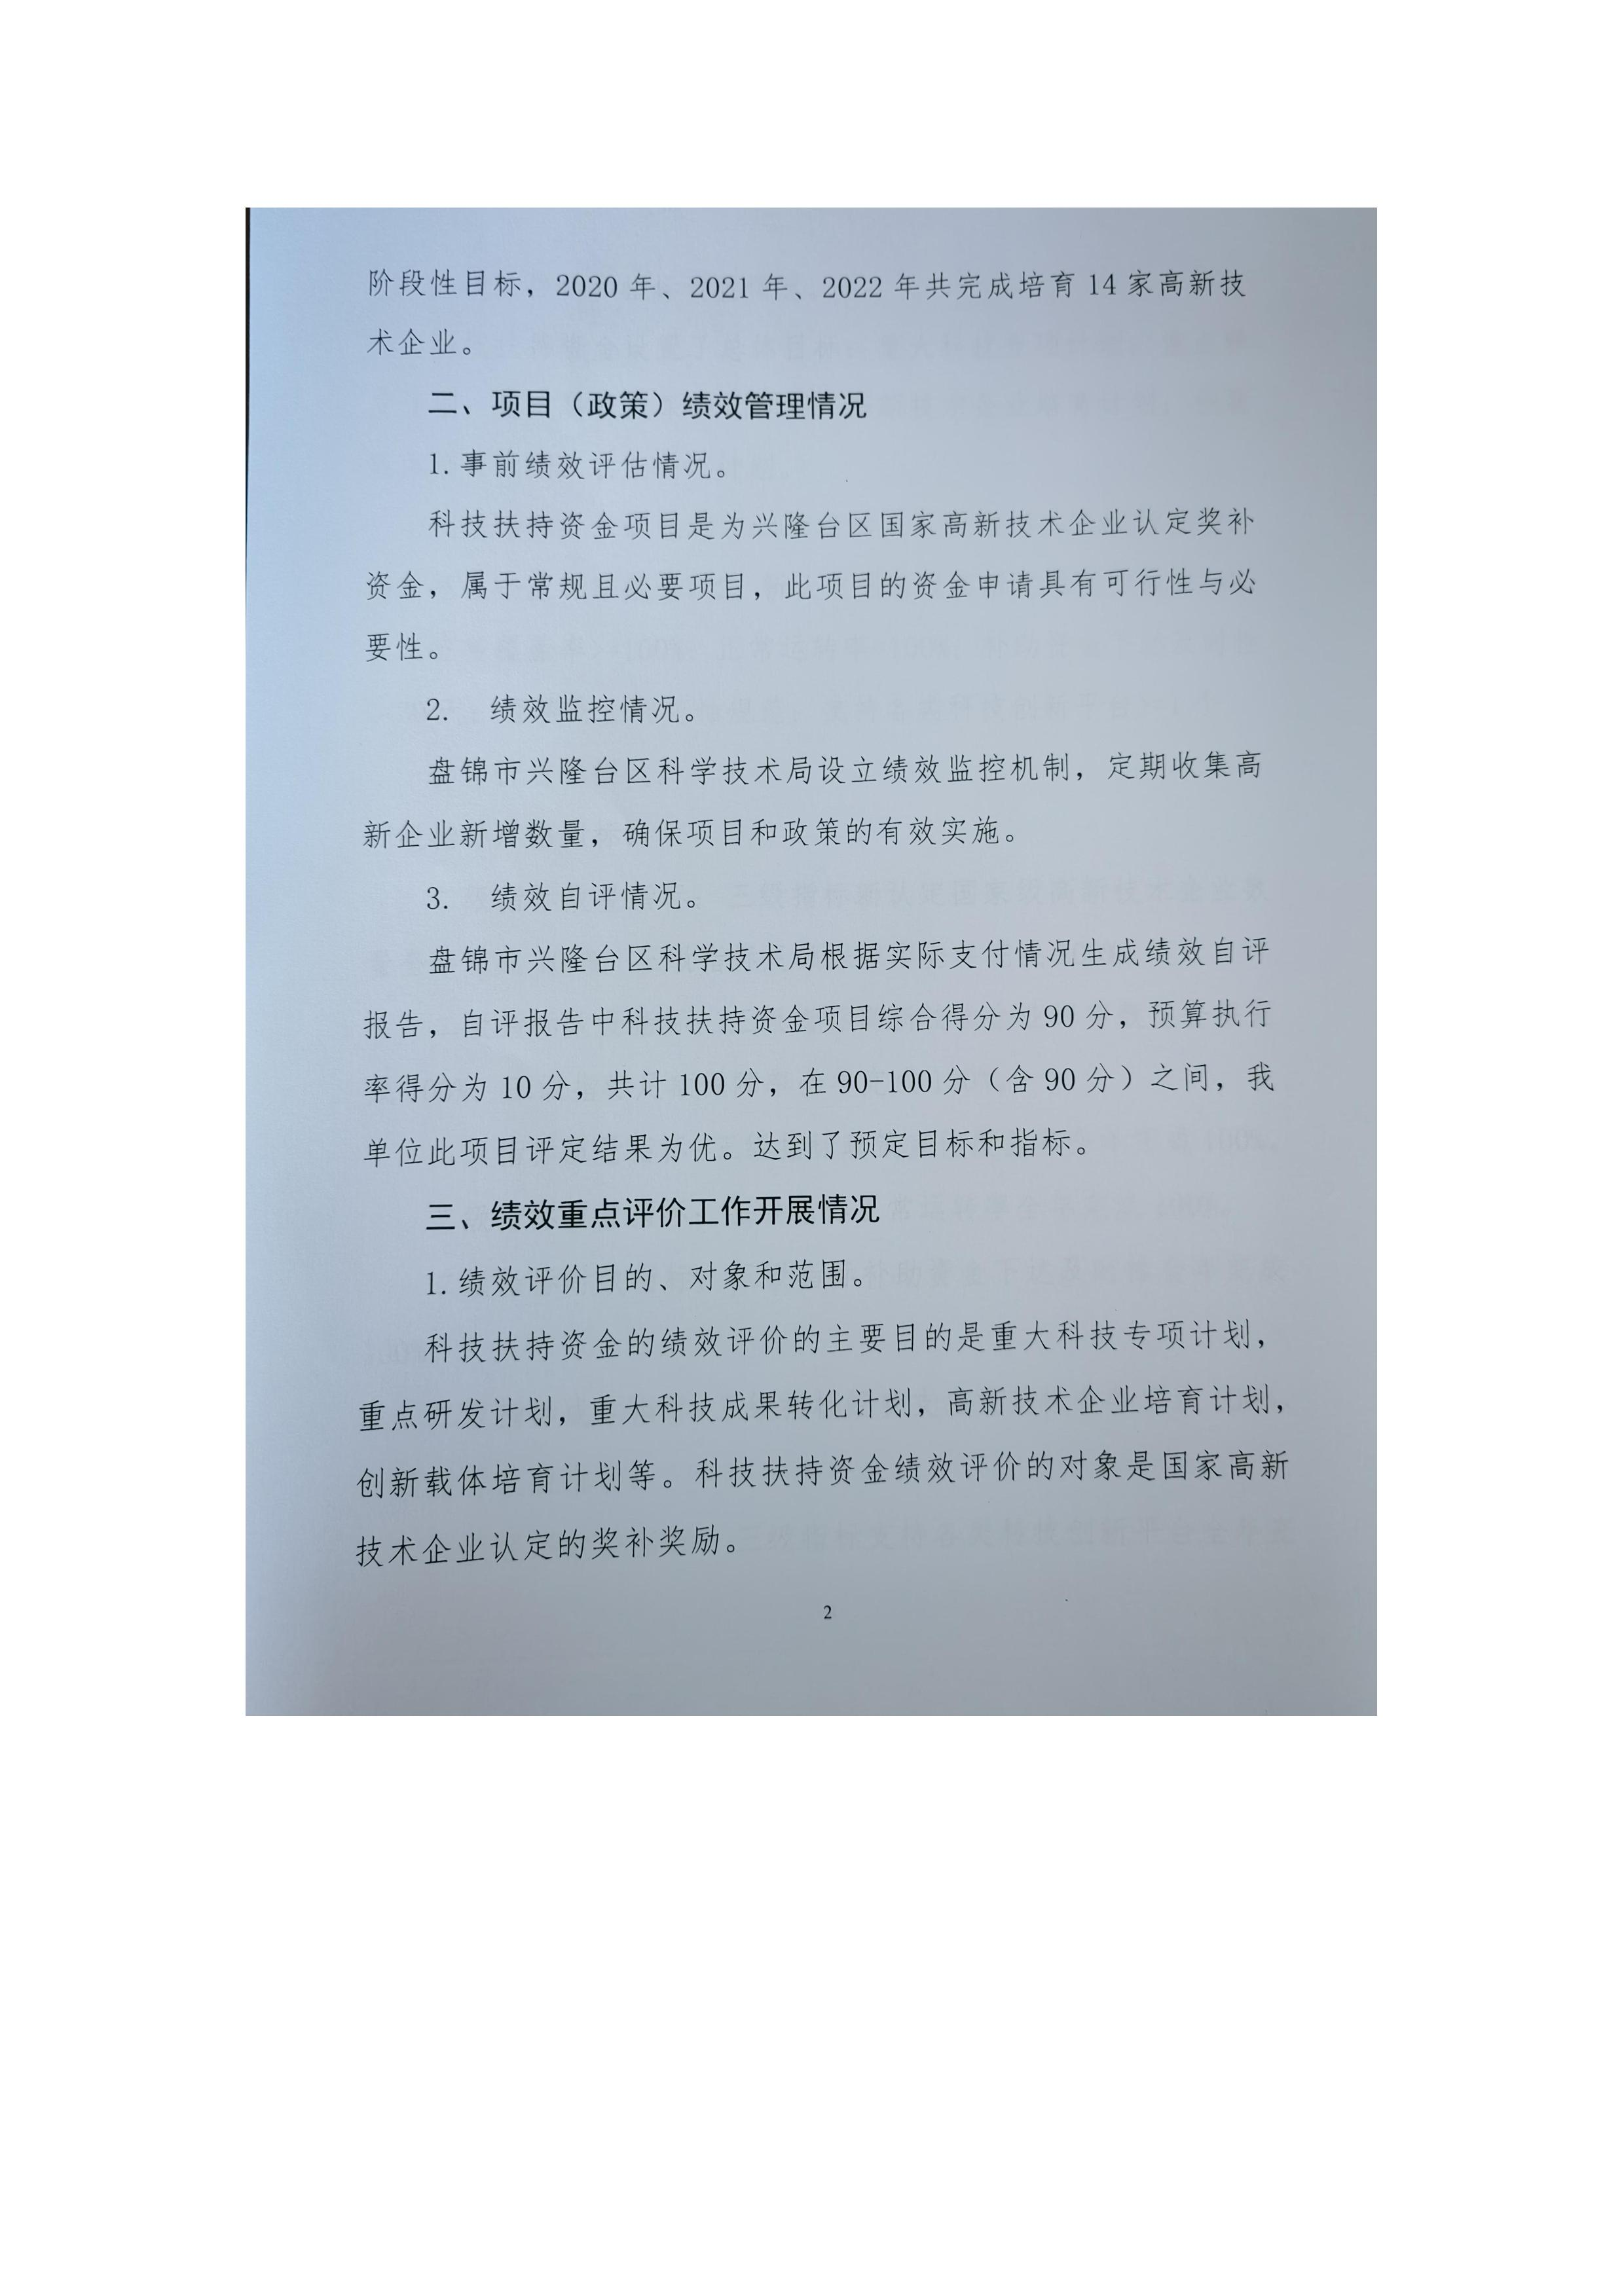 阶段性目标，2020 年、2021 年、2022 年共完成培育 14 家高新技
术企业。
二、项目（政策）绩效管理情况
1.事前绩效评估情况。
科技扶持资金项目是为兴隆台区国家高新技术企业认定奖补
资金，属于常规且必要项目，此项目的资金申请具有可行性与必
要性。
2. 绩效监控情况。
盘锦市兴隆台区科学技术局设立绩效监控机制，定期收集高
新企业新增数量，确保项目和政策的有效实施。
3. 绩效自评情况。
盘锦市兴隆台区科学技术局根据实际支付情况生成绩效自评
报告，自评报告中科技扶持资金项目综合得分为 90 分，预算执行
率得分为 10 分，共计 100 分，在 90-100 分（含 90 分）之间，我
单位此项目评定结果为优。达到了预定目标和指标。
三、绩效重点评价工作开展情况
1.绩效评价目的、对象和范围。
科技扶持资金的绩效评价的主要目的是重大科技专项计划，
重点研发计划，重大科技成果转化计划，高新技术企业培育计划，
创新载体培育计划等。科技扶持资金绩效评价的对象是国家高新
技术企业认定的奖补奖励。
2